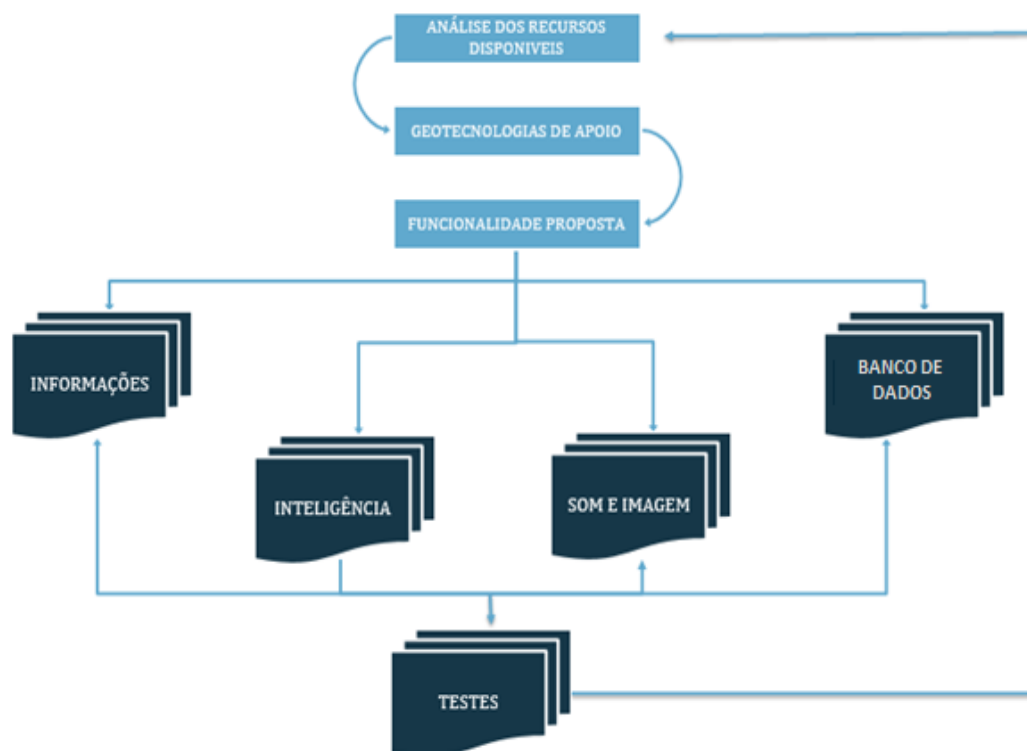 ANÁLISE DOS RECURSOS
DISPONIVEIS
GEOTECNOLOGIAS DE APOIO
FUNCIONALIDADE PROPOSTA
INFORMAÇÕES
BANCO DE
DADOS
INTELIGÊNCIA
SOM E IMAGEM
TESTES